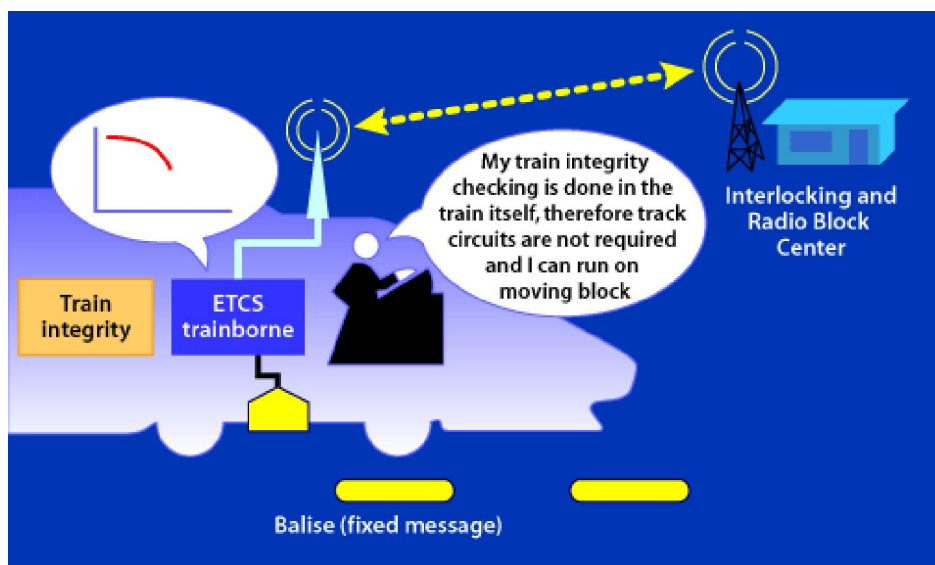 My train integrity
checking is done in the
train itself, therefore track
circuits are not required
and I can run on
moving block
Interlocking and
Radio Block
Center
Train
integrity
ETCS
trainborne
Balise (fixed message)